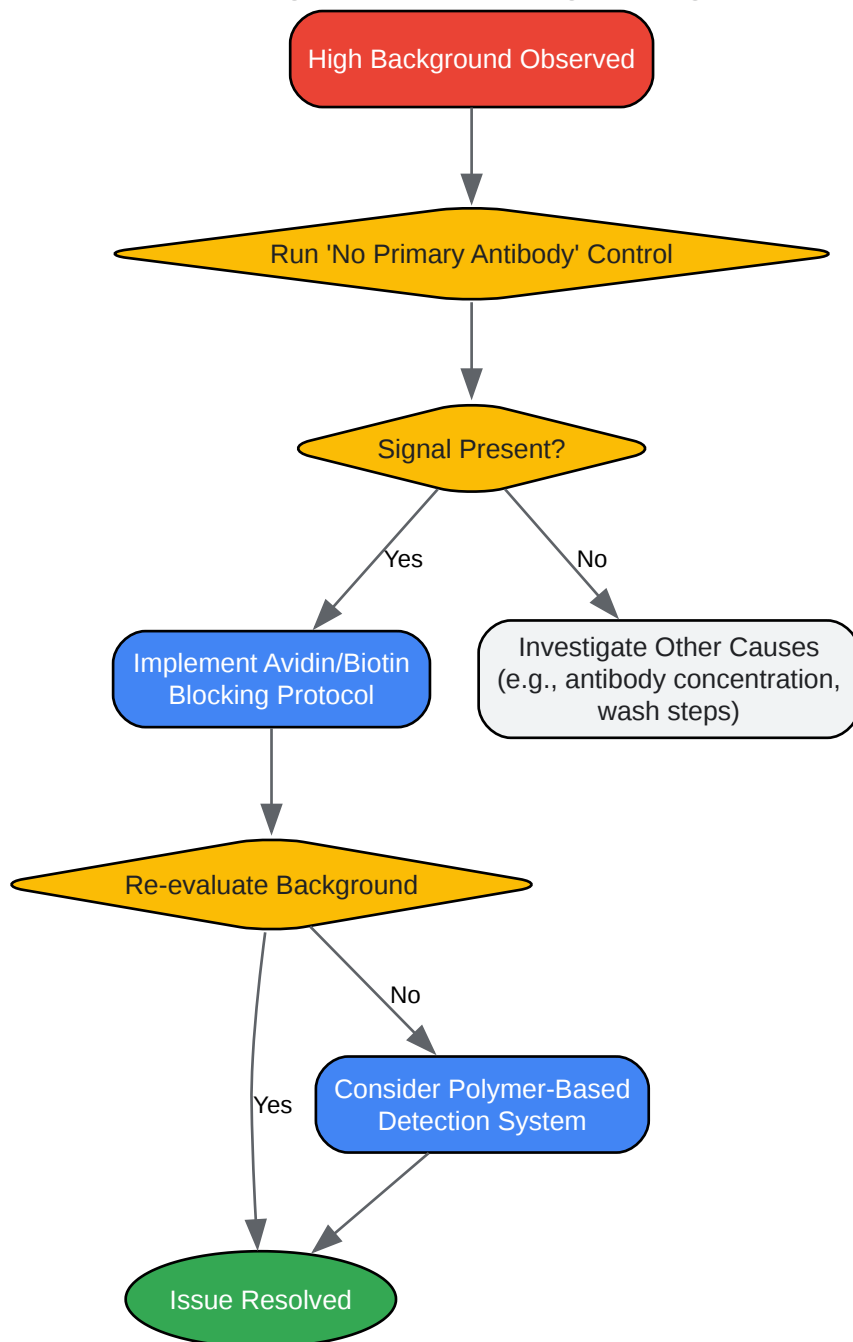 High Background Observed
Run 'No Primary Antibody' Control
Signal Present?
Yes
No
Implement Avidin/Biotin
Blocking Protocol
Investigate Other Causes
(e.g., antibody concentration,
wash steps)
Re-evaluate Background
No
Yes
Consider Polymer-Based
Detection System
Issue Resolved